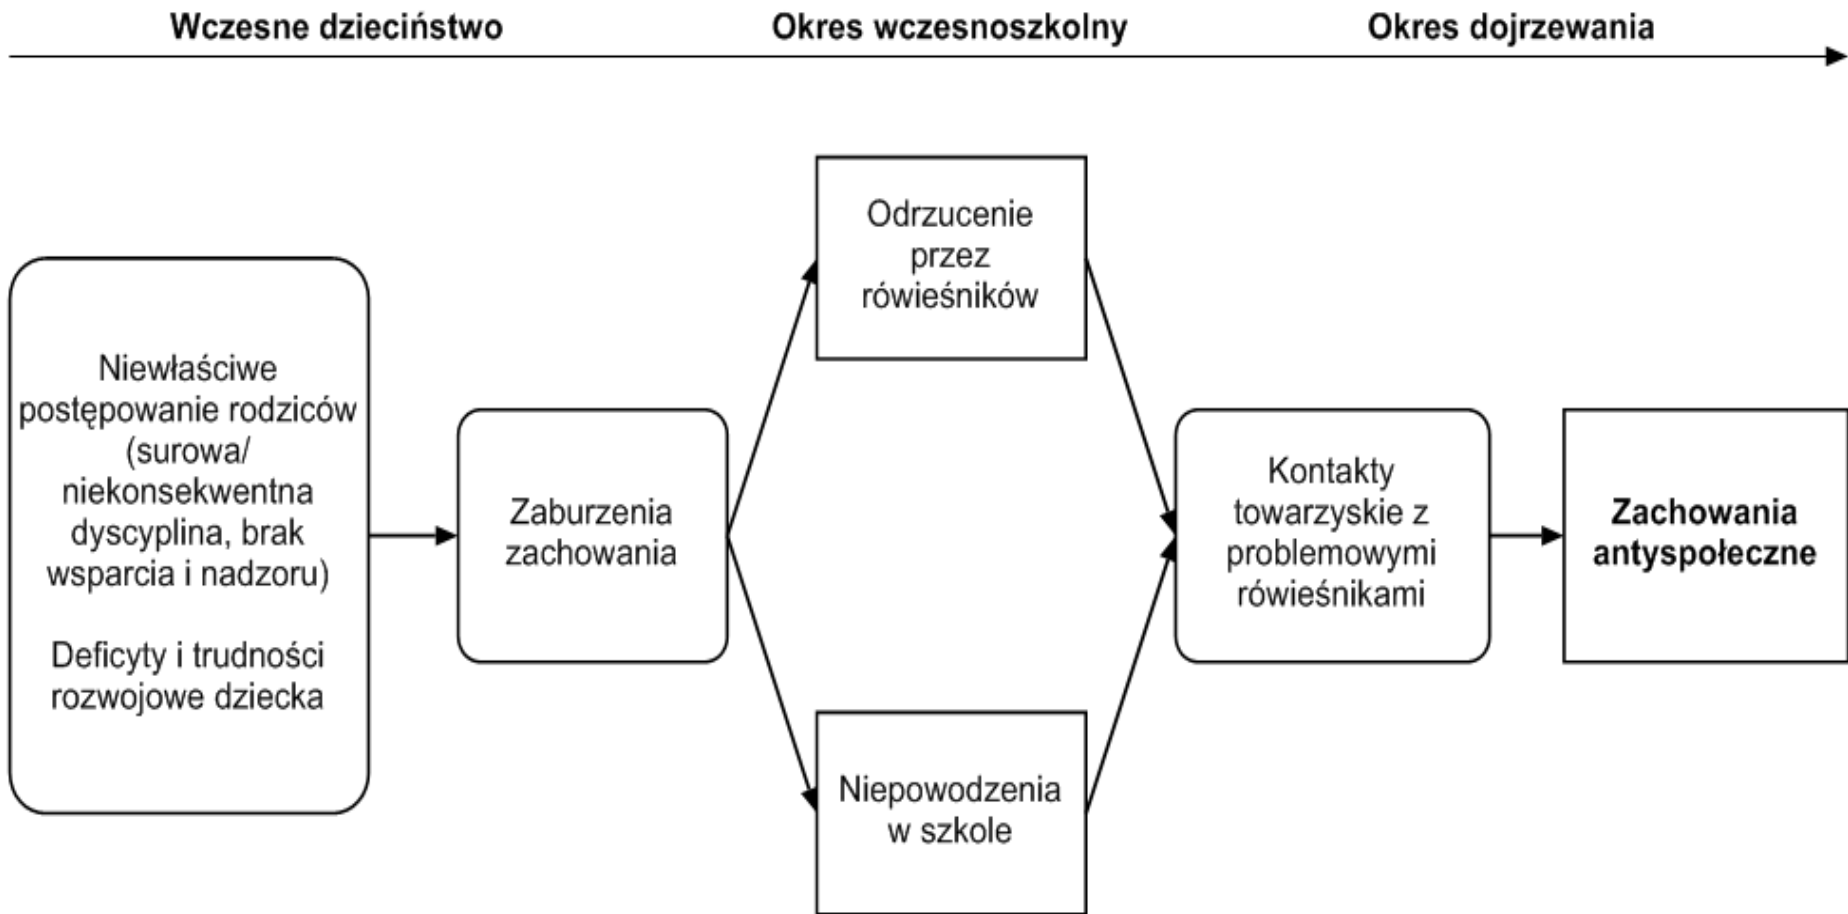 Wczesne dzieciństwo
Okres wczesnoszkolny
Okres dojrzewania
Niewłaściwe
postępowanie rodziców
(surowa/
niekonsekwentna
dyscyplina, brak
wsparcia i nadzoru)
Deficyty i trudności
rozwojowe dziecka
Zaburzenia
zachowania
Odrzucenie
przez
rówieśników
Niepowodzenia
w szkole
Kontakty
towarzyskie z
problemowymi
rówieśnikami
Zachowania
antyspołeczne